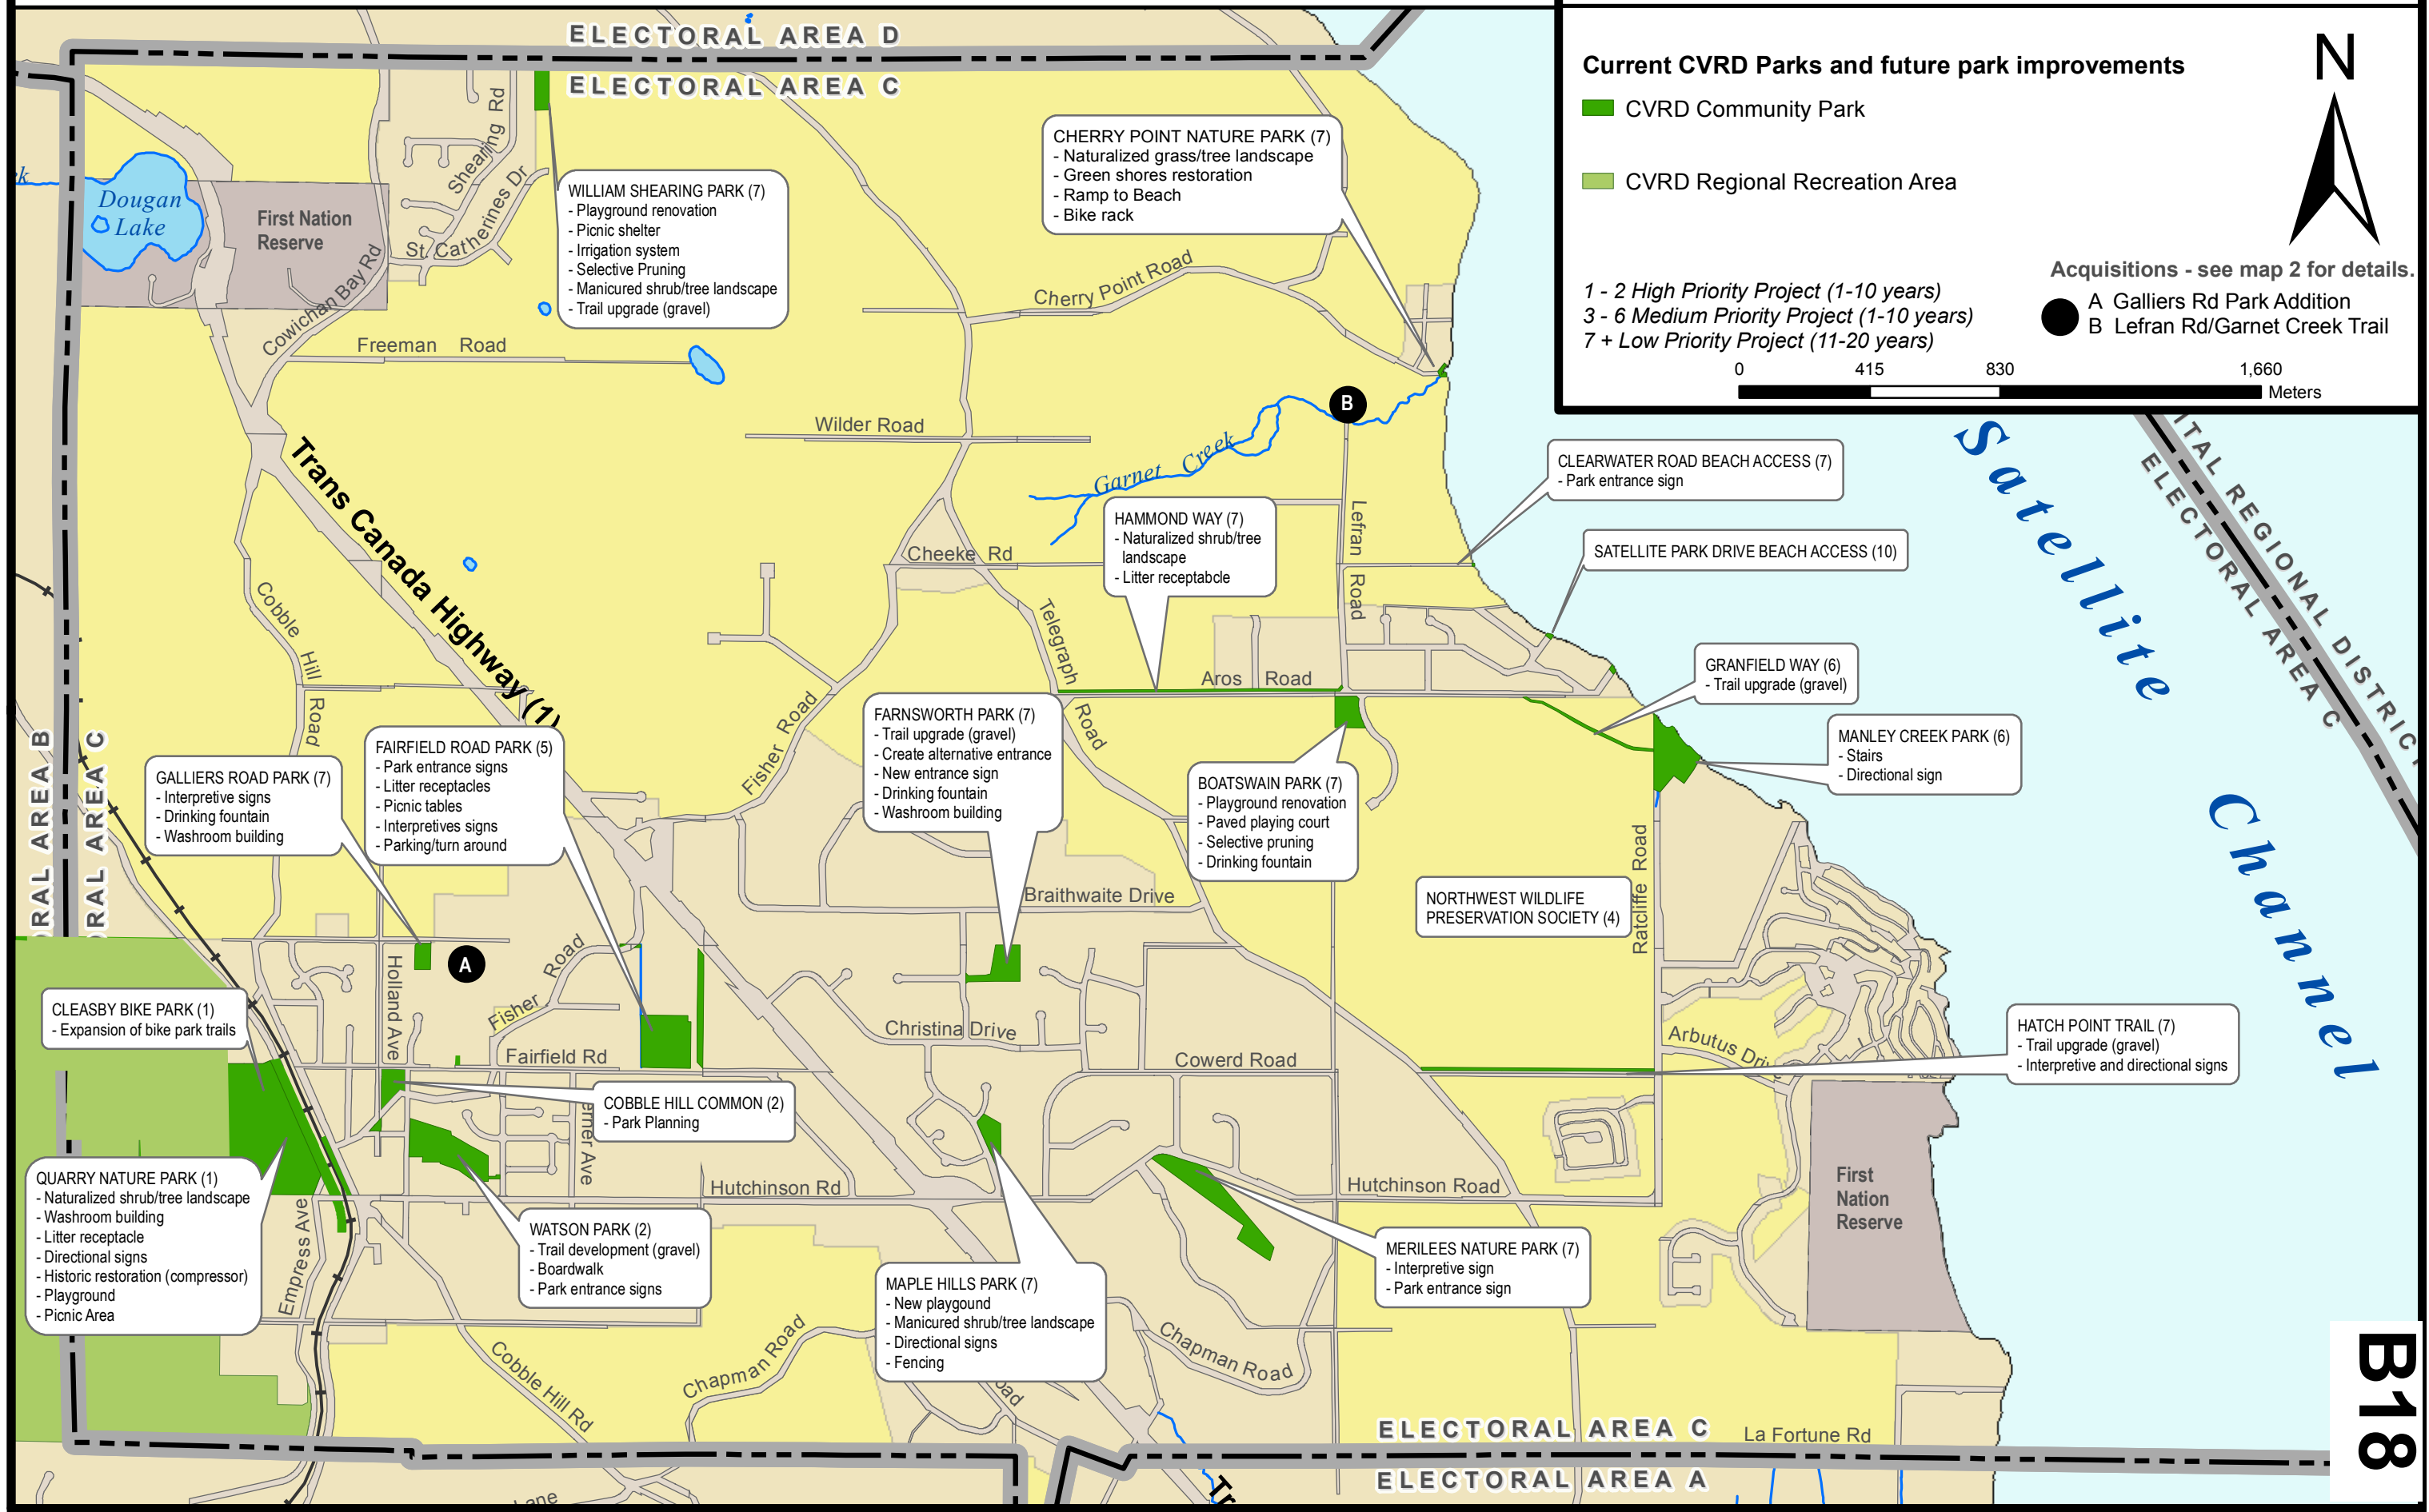 ELECTORAL AREA D
ELECTORAL AREA C
Current CVRD Parks and future park improvements
CVRD Community Park
CVRD Regional Recreation Area
N
Acquisitions - see map 2 for details.
A Galliers Rd Park Addition
B Lefran Rd/Garnet Creek Trail
1 - 2 High Priority Project (1-10 years)
3 - 6 Medium Priority Project (1-10 years)
7 + Low Priority Project (11-20 years)
0 415 830 1,660
Meters
Dougan
Lake
First Nation
Reserve
Shearing Rd
St. Catherines Dr
Cowichan Bay Rd
WILLIAM SHEARING PARK (7)
- Playground renovation
- Picnic shelter
- Irrigation system
- Selective Pruning
- Manicured shrub/tree landscape
- Trail upgrade (gravel)
CHERRY POINT NATURE PARK (7)
- Naturalized grass/tree landscape
- Green shores restoration
- Ramp to Beach
- Bike rack
Cherry Point Road
Freeman Road
Wilder Road
Garnet Creek
B
Trans Canada Highway (1)
CLEARWATER ROAD BEACH ACCESS (7)
- Park entrance sign
SATELLITE PARK DRIVE BEACH ACCESS (10)
Satellite Channel
ITAL REGIONAL DISTRICT
ELECTORAL AREA C
HAMMOND WAY (7)
- Naturalized shrub/tree
landscape
- Litter receptabcle
Lefran Road
Cheeke Rd
Telegraph Road
Aros Road
Cobble Hill Road
Fisher Road
GRANFIELD WAY (6)
- Trail upgrade (gravel)
MANLEY CREEK PARK (6)
- Stairs
- Directional sign
FARNSWORTH PARK (7)
- Trail upgrade (gravel)
- Create alternative entrance
- New entrance sign
- Drinking fountain
- Washroom building
FAIRFIELD ROAD PARK (5)
- Park entrance signs
- Litter receptacles
- Picnic tables
- Interpretives signs
- Parking/turn around
GALLIERS ROAD PARK (7)
- Interpretive signs
- Drinking fountain
- Washroom building
BOATSWAIN PARK (7)
- Playground renovation
- Paved playing court
- Selective pruning
- Drinking fountain
ORAL AREA B
ORAL AREA C
NORTHWEST WILDLIFE
PRESERVATION SOCIETY (4)
Ratcliffe Road
Braithwaite Drive
A
Holland Ave
Fisher Road
CLEASBY BIKE PARK (1)
- Expansion of bike park trails
Fairfield Rd
Christina Drive
Cowerd Road
Arbutus Driv
HATCH POINT TRAIL (7)
- Trail upgrade (gravel)
- Interpretive and directional signs
COBBLE HILL COMMON (2)
- Park Planning
erner Ave
QUARRY NATURE PARK (1)
- Naturalized shrub/tree landscape
- Washroom building
- Litter receptacle
- Directional signs
- Historic restoration (compressor)
- Playground
- Picnic Area
Empress Ave
Hutchinson Rd
Hutchinson Road
First
Nation
Reserve
WATSON PARK (2)
- Trail development (gravel)
- Boardwalk
- Park entrance signs
MERILEES NATURE PARK (7)
- Interpretive sign
- Park entrance sign
MAPLE HILLS PARK (7)
- New playgound
- Manicured shrub/tree landscape
- Directional signs
- Fencing
Cobble Hill Rd
Chapman Road
Chapman Road
oad
ELECTORAL AREA C
La Fortune Rd
ELECTORAL AREA A
Tr
ane
ek
B18